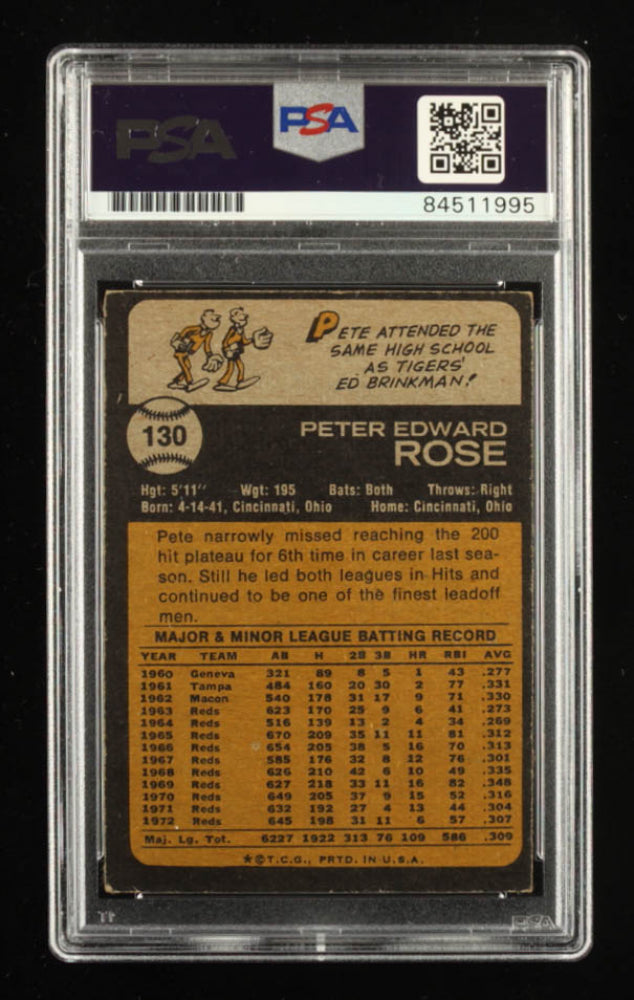 PSA
PSA
84511995
PETE ATTENDED THE
SAME HIGH SCHOOL
AS TIGERS'
ED BRINKMAN!
130
PETER EDWARD
ROSE
Hgt: 5'11" Wgt: 195 Bats: Both Throws: Right
Born: 4-14-41, Cincinnati, Ohio Home: Cincinnati, Ohio
Pete narrowly missed reaching the 200
hit plateau for 6th time in career last sea-
son. Still he led both leagues in Hits and
continued to be one of the finest leadoff
men.
MAJOR & MINOR LEAGUE BATTING RECORD
YEAR TEAM AB H 2B 3B HR RBI AVG
1960 Geneva 321 89 8 5 1 43 .277
1961 Tampa 484 160 20 30 2 77 .331
1962 Macon 540 178 31 17 9 71 .330
1963 Reds 623 170 25 9 6 41 .273
1964 Reds 516 139 13 2 4 34 .269
1965 Reds 670 209 35 11 11 81 .312
1966 Reds 654 205 38 5 16 70 .313
1967 Reds 585 176 32 8 12 76 .301
1968 Reds 626 210 42 6 10 49 .335
1969 Reds 627 218 33 11 16 82 .348
1970 Reds 649 205 37 9 15 52 .316
1971 Reds 632 192 27 4 13 44 .304
1972 Reds 645 198 31 11 6 57 .307
Maj. Lg. Tot. 6227 1922 313 76 109 586 .309
★©T.C.G., PRTD. IN U.S.A.
PSA